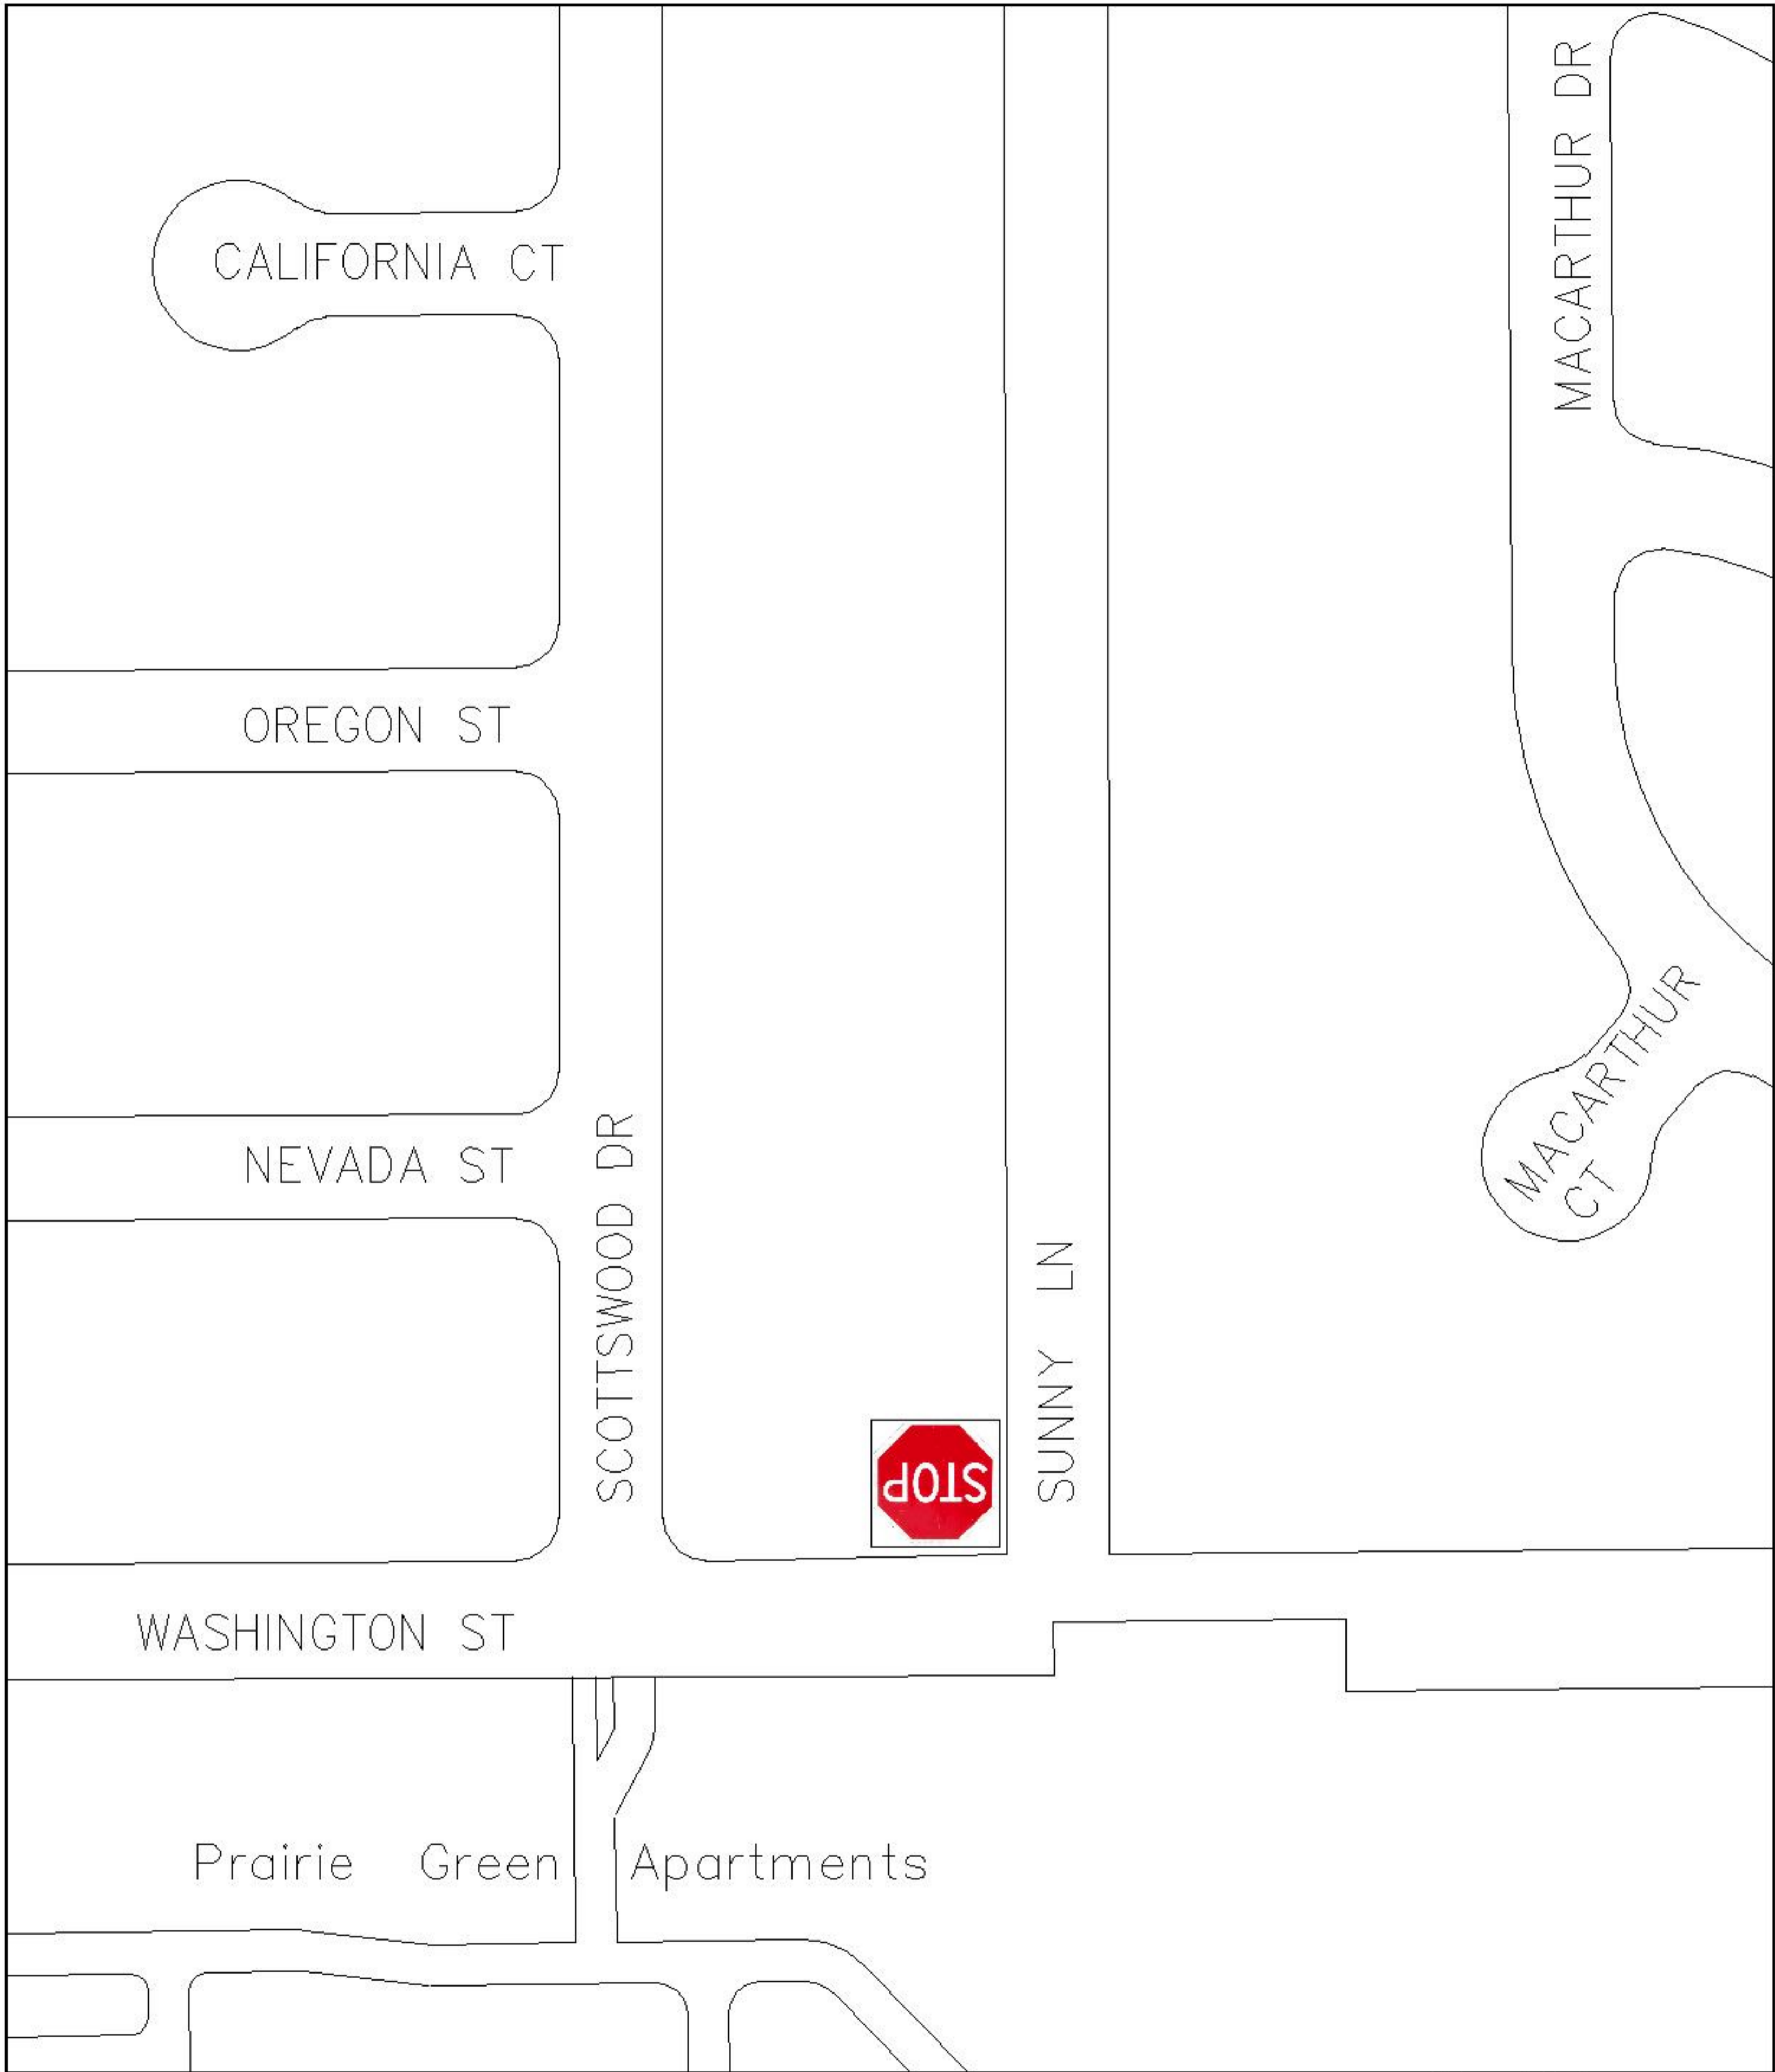 MACARTHUR DR
CALIFORNIA CT
OREGON ST
MACARTHUR
CT
NEVADA ST
SCOTTSWOOD DR
SUNNY LN
STOP
WASHINGTON ST
Prairie Green Apartments